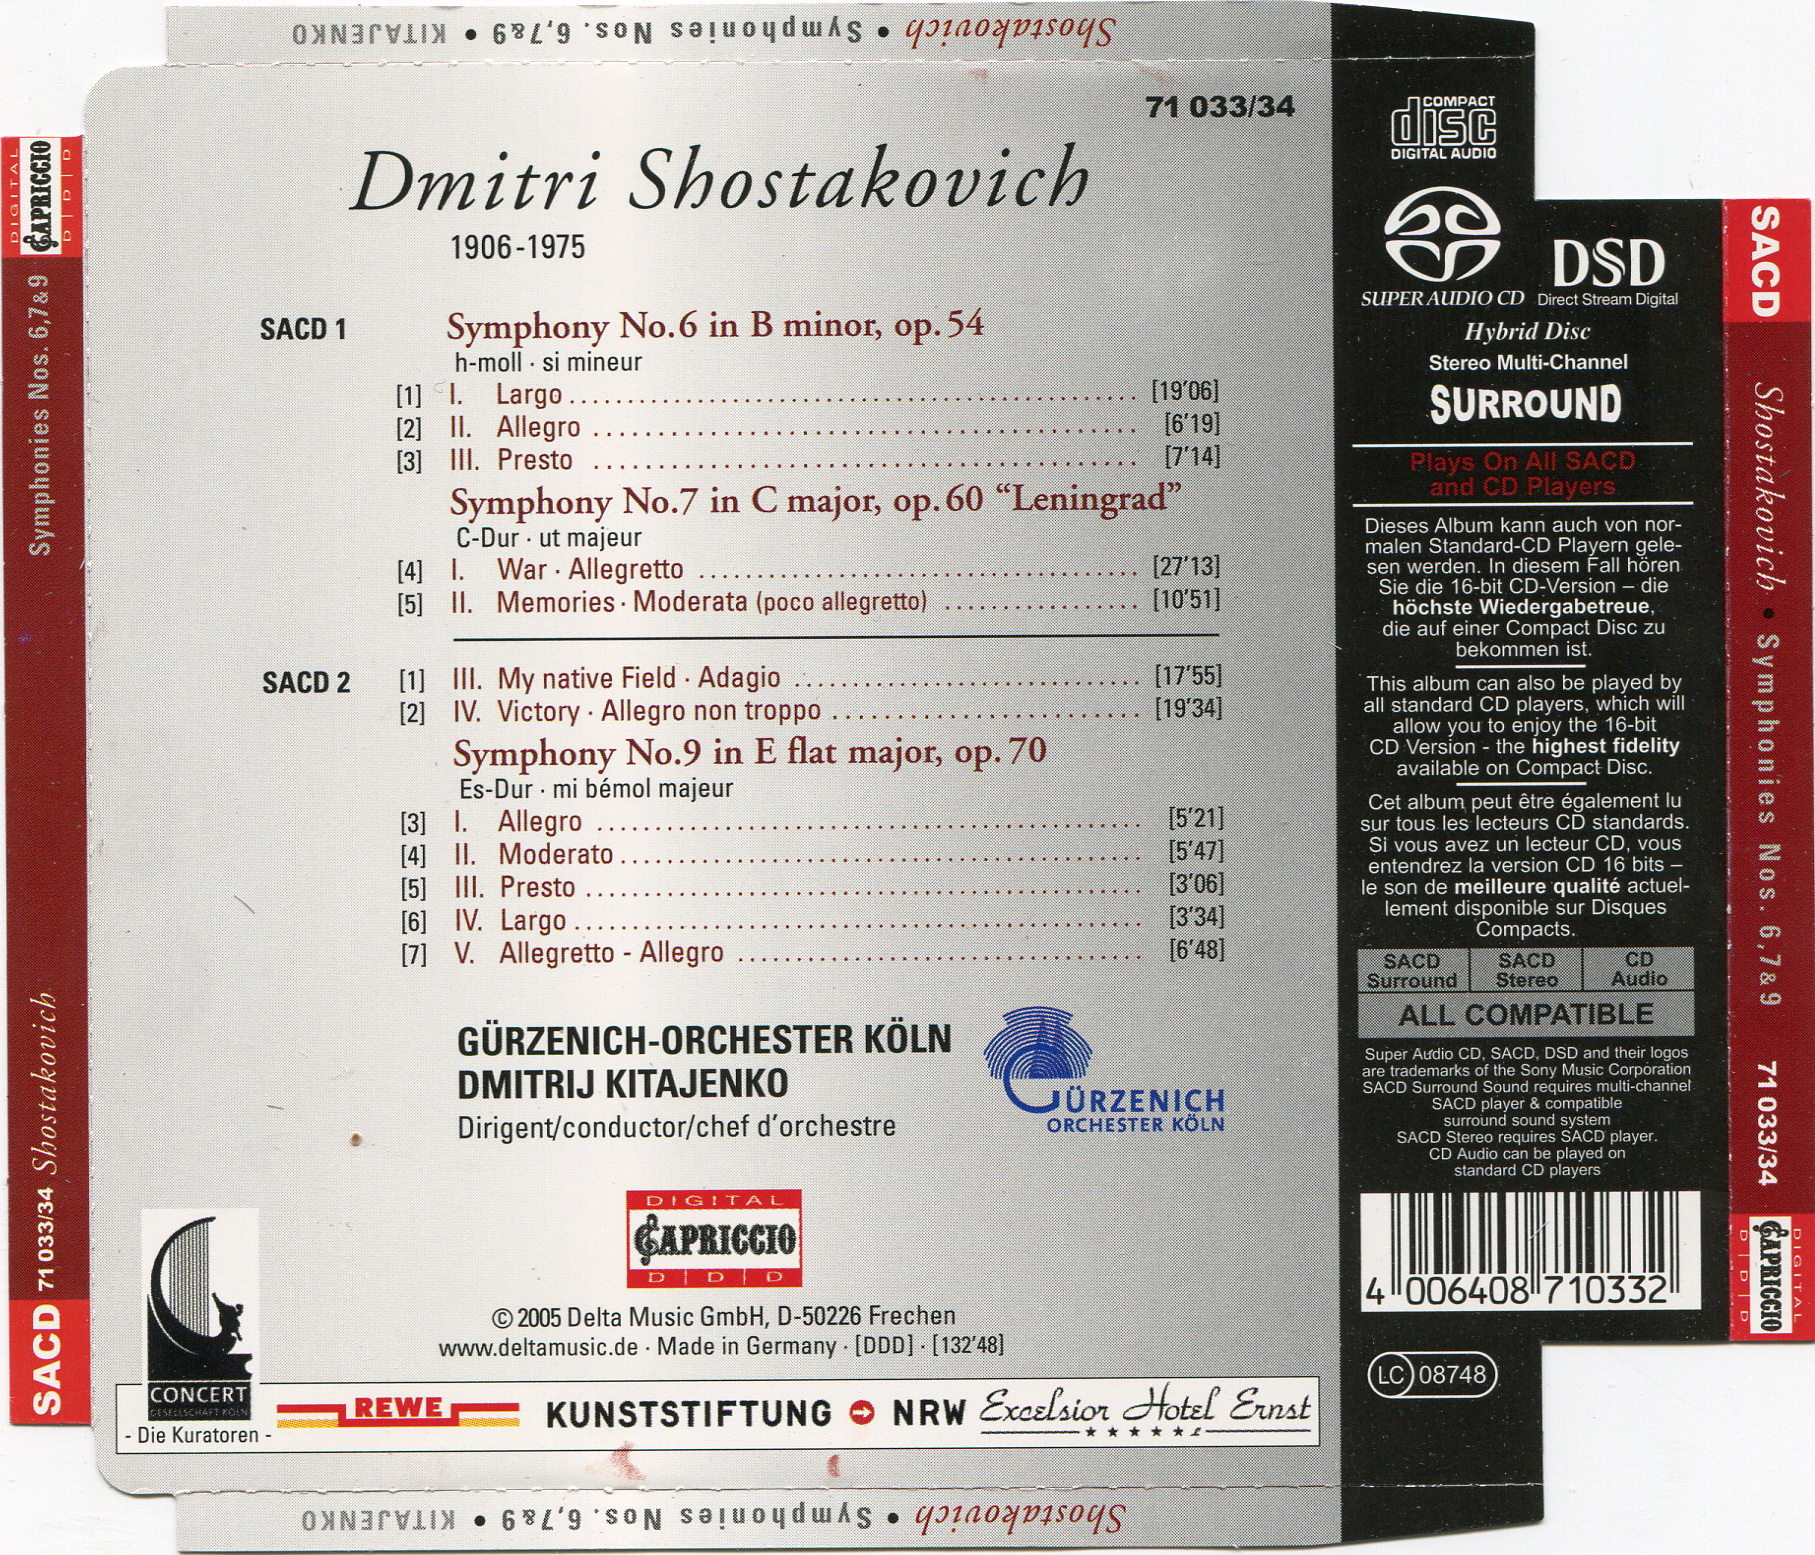 Shostakovich • Symphonies Nos. 6,7&9 • KITAJENKO
71 033/34
Dmitri Shostakovich
1906-1975
SACD 1
Symphony No.6 in B minor, op.54
h-moll · si mineur
[1] I. Largo [19'06]
[2] II. Allegro [6'19]
[3] III. Presto [7'14]
Symphony No.7 in C major, op.60 “Leningrad”
C-Dur · ut majeur
[4] I. War · Allegretto [27'13]
[5] II. Memories · Moderata (poco allegretto) [10'51]
SACD 2
[1] III. My native Field · Adagio [17'55]
[2] IV. Victory · Allegro non troppo [19'34]
Symphony No.9 in E flat major, op.70
Es-Dur · mi bémol majeur
[3] I. Allegro [5'21]
[4] II. Moderato [5'47]
[5] III. Presto [3'06]
[6] IV. Largo [3'34]
[7] V. Allegretto - Allegro [6'48]
GÜRZENICH-ORCHESTER KÖLN
DMITRIJ KITAJENKO
Dirigent/conductor/chef d'orchestre
GÜRZENICH
ORCHESTER KÖLN
DIGITAL
CAPRICCIO
D | D | D
© 2005 Delta Music GmbH, D-50226 Frechen
www.deltamusic.de · Made in Germany · [DDD] · [132'48]
CONCERT
GESELLSCHAFT KÖLN
- Die Kuratoren -
REWE
KUNSTSTIFTUNG NRW
Excelsior Hotel Ernst
Shostakovich • Symphonies Nos. 6,7&9 • KITAJENKO
COMPACT
disc
DIGITAL AUDIO
SUPER AUDIO CD
DSD
Direct Stream Digital
Hybrid Disc
Stereo Multi-Channel
SURROUND
Plays On All SACD
and CD Players
Dieses Album kann auch von nor-
malen Standard-CD Playern gele-
sen werden. In diesem Fall hören
Sie die 16-bit CD-Version – die
höchste Wiedergabetreue,
die auf einer Compact Disc zu
bekommen ist.
This album can also be played by
all standard CD players, which will
allow you to enjoy the 16-bit
CD Version - the highest fidelity
available on Compact Disc.
Cet album peut être également lu
sur tous les lecteurs CD standards.
Si vous avez un lecteur CD, vous
entendrez la version CD 16 bits –
le son de meilleure qualité actuel-
lement disponible sur Disques
Compacts.
SACD Surround
SACD Stereo
CD Audio
ALL COMPATIBLE
Super Audio CD, SACD, DSD and their logos
are trademarks of the Sony Music Corporation
SACD Surround Sound requires multi-channel
SACD player & compatible
surround sound system
SACD Stereo requires SACD player.
CD Audio can be played on
standard CD players
4 006408 710332
LC 08748
SACD 71 033/34 Shostakovich Symphonies Nos. 6,7&9
DIGITAL
CAPRICCIO
D | D | D
SACD Shostakovich • Symphonies Nos. 6,7&9 71 033/34
DIGITAL
CAPRICCIO
D | D | D